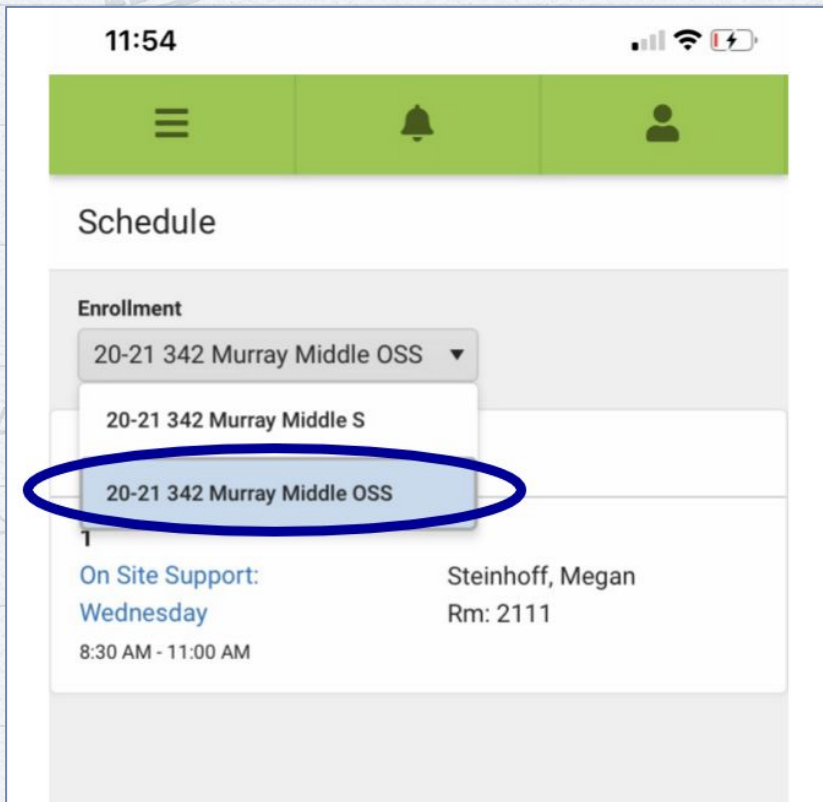 11:54
Schedule
Enrollment
20-21 342 Murray Middle OSS
20-21 342 Murray Middle S
20-21 342 Murray Middle OSS
1
On Site Support: Steinhoff, Megan
Wednesday Rm: 2111
8:30 AM - 11:00 AM